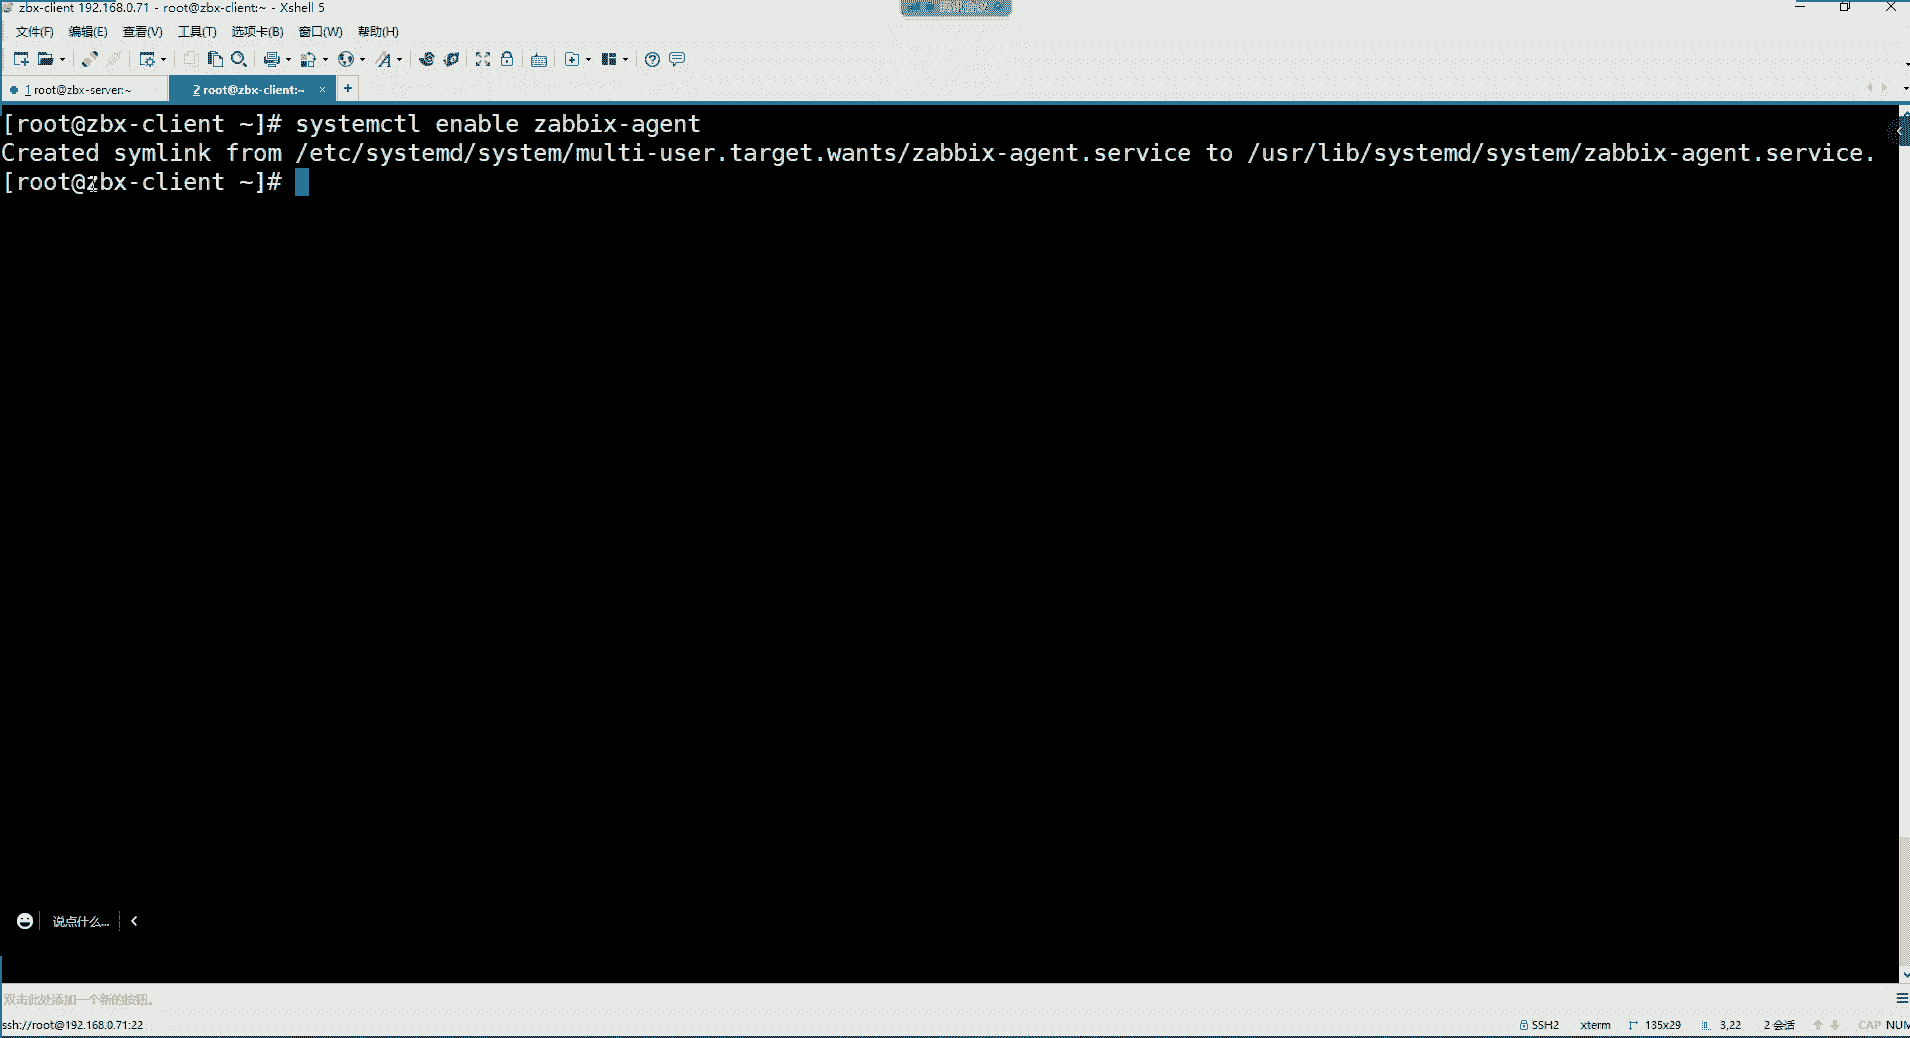 zbx-client 192.168.0.71 - root@zbx-client:~ - Xshell 5
文件(F) 编辑(E) 查看(V) 工具(T) 选项卡(B) 窗口(W) 帮助(H)
1 root@zbx-server:~ 2 root@zbx-client:~ × +
[root@zbx-client ~]# systemctl enable zabbix-agent
Created symlink from /etc/systemd/system/multi-user.target.wants/zabbix-agent.service to /usr/lib/systemd/system/zabbix-agent.service.
[root@zbx-client ~]#
说点什么...
双击此处添加一个新的按钮。
ssh://root@192.168.0.71:22 SSH2 xterm 135x29 3,22 2 会话 CAP NUM